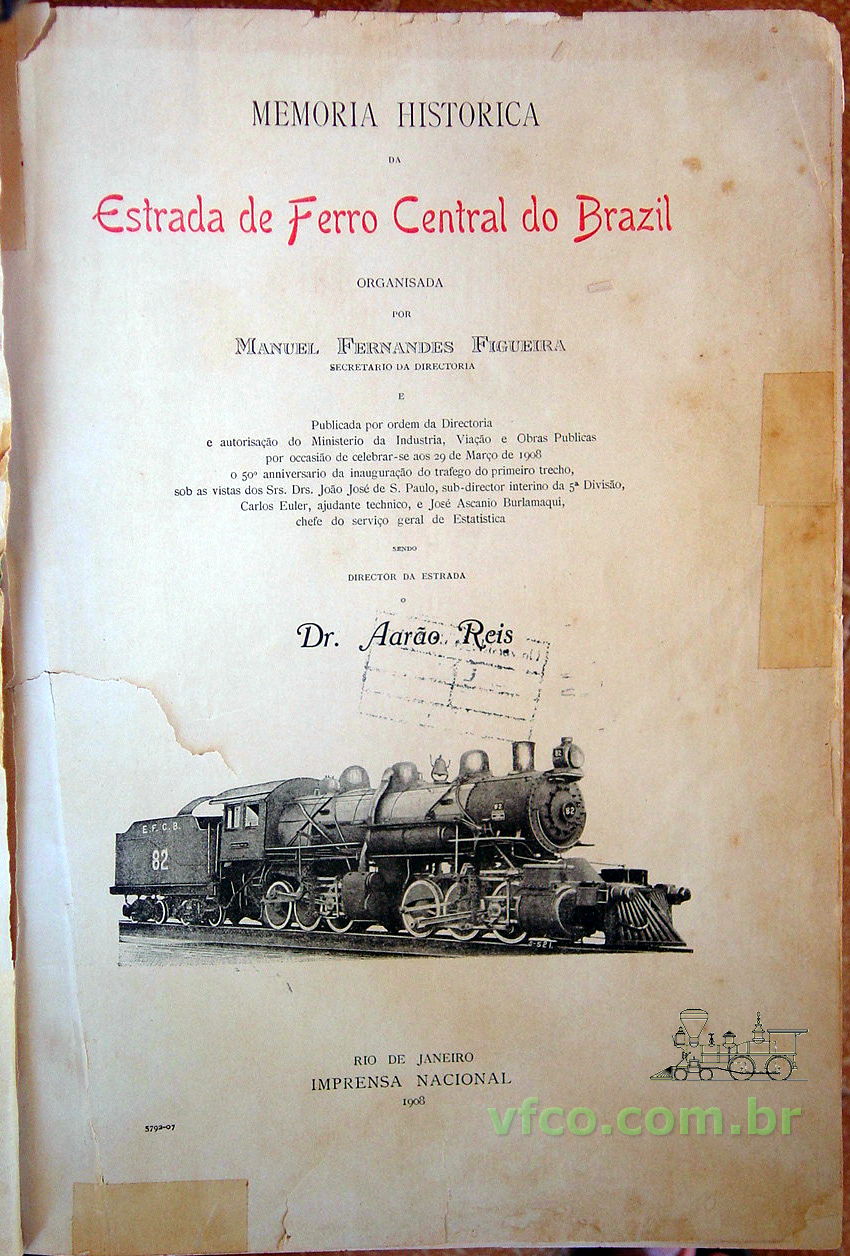 MEMORIA HISTORICA
DA
Estrada de Ferro Central do Brazil
ORGANISADA
POR
MANUEL FERNANDES FIGUEIRA
SECRETARIO DA DIRECTORIA
E
Publicada por ordem da Directoria
e autorisação do Ministerio da Industria, Viação e Obras Publicas
por occasião de celebrar-se aos 29 de Março de 1908
o 50º anniversario da inauguração do trafego do primeiro trecho,
sob as vistas dos Srs. Drs. João José de S. Paulo, sub-director interino da 5ª Divisão,
Carlos Euler, ajudante technico, e José Ascanio Burlamaqui,
chefe do serviço geral de Estatistica
SENDO
DIRECTOR DA ESTRADA
O
Dr. Aarão Reis
82
82
82
E. F. C. B.
82
RIO DE JANEIRO
IMPRENSA NACIONAL
1908
5792-07
vfco.com.br